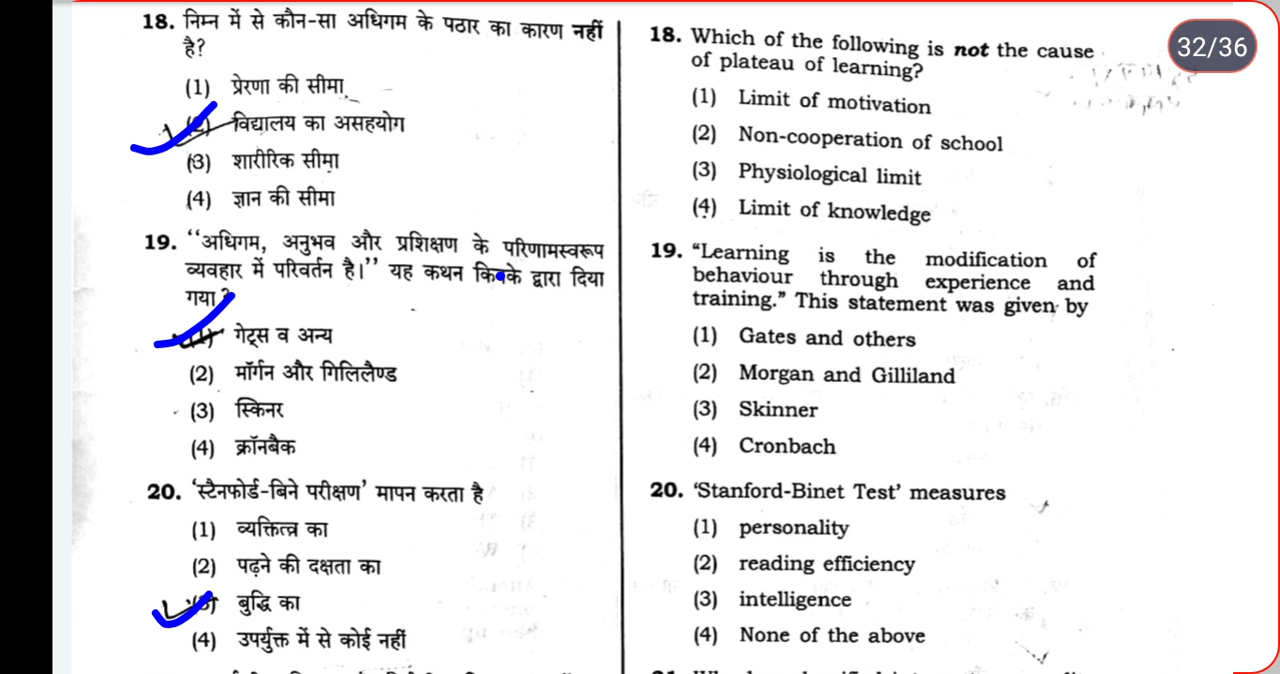 18. निम्न में से कौन-सा अधिगम के पठार का कारण नहीं
है?
(1) प्रेरणा की सीमा
(2) विद्यालय का असहयोग
(3) शारीरिक सीमा
(4) ज्ञान की सीमा
19. ‘‘अधिगम, अनुभव और प्रशिक्षण के परिणामस्वरूप
व्यवहार में परिवर्तन है।’’ यह कथन किसके द्वारा दिया
गया?
(1) गेट्स व अन्य
(2) मॉर्गन और गिलिलैण्ड
(3) स्किनर
(4) क्रॉनबैक
20. ‘स्टैनफोर्ड-बिने परीक्षण’ मापन करता है
(1) व्यक्तित्व का
(2) पढ़ने की दक्षता का
(3) बुद्धि का
(4) उपर्युक्त में से कोई नहीं
18. Which of the following is not the cause
of plateau of learning?
(1) Limit of motivation
(2) Non-cooperation of school
(3) Physiological limit
(4) Limit of knowledge
19. “Learning is the modification of
behaviour through experience and
training.” This statement was given by
(1) Gates and others
(2) Morgan and Gilliland
(3) Skinner
(4) Cronbach
20. ‘Stanford-Binet Test’ measures
(1) personality
(2) reading efficiency
(3) intelligence
(4) None of the above
32/36